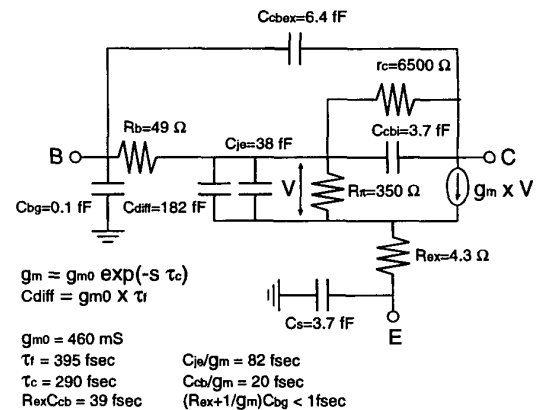 Ccbex=6.4 fF
rc=6500 Ω
Rb=49 Ω
Cje=38 fF
Ccbi=3.7 fF
B
C
V
Rπ=350 Ω
gm x V
Cbg=0.1 fF
Cdiff=182 fF
Rex=4.3 Ω
gm = gm0 exp(-s τc)
Cdiff = gm0 x τf
Cs=3.7 fF
E
gm0 = 460 mS
τf = 395 fsec
Cje/gm = 82 fsec
τc = 290 fsec
Ccb/gm = 20 fsec
RexCcb = 39 fsec
(Rex+1/gm)Cbg < 1fsec